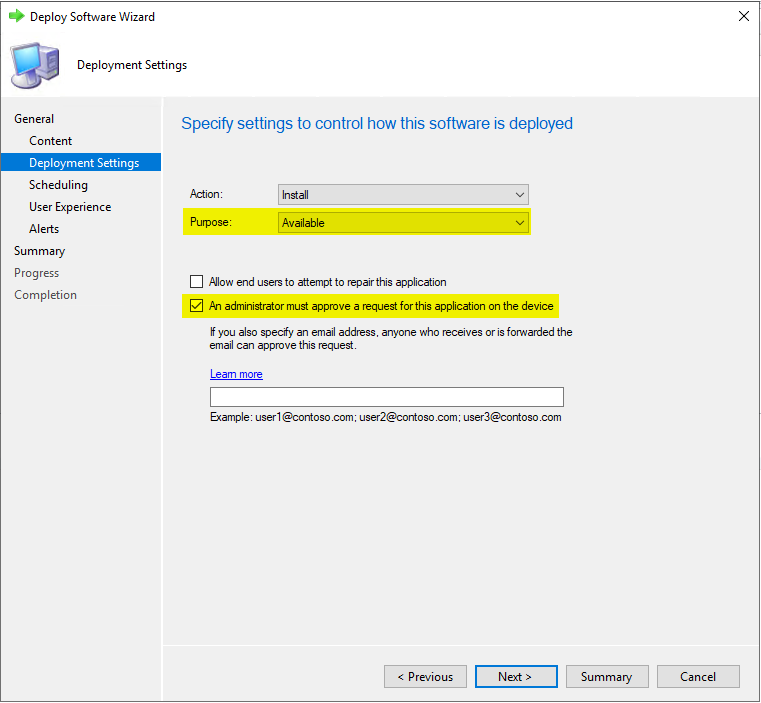 Deploy Software Wizard
Deployment Settings
General
Content
Deployment Settings
Scheduling
User Experience
Alerts
Summary
Progress
Completion
Specify settings to control how this software is deployed
Action: Install
Purpose: Available
Allow end users to attempt to repair this application
An administrator must approve a request for this application on the device
If you also specify an email address, anyone who receives or is forwarded the
email can approve this request.
Learn more
Example: user1@contoso.com; user2@contoso.com; user3@contoso.com
< Previous Next > Summary Cancel